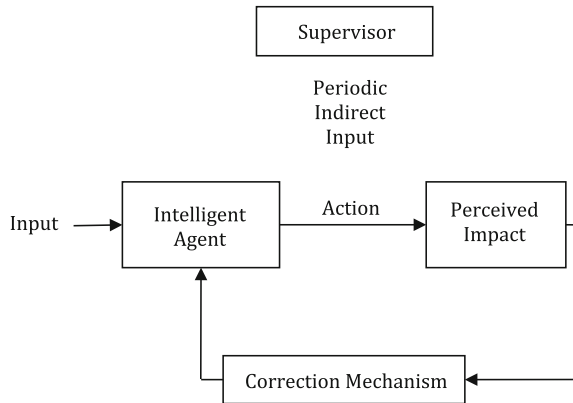 Supervisor
Periodic
Indirect
Input
Input
Intelligent
Agent
Action
Perceived
Impact
Correction Mechanism